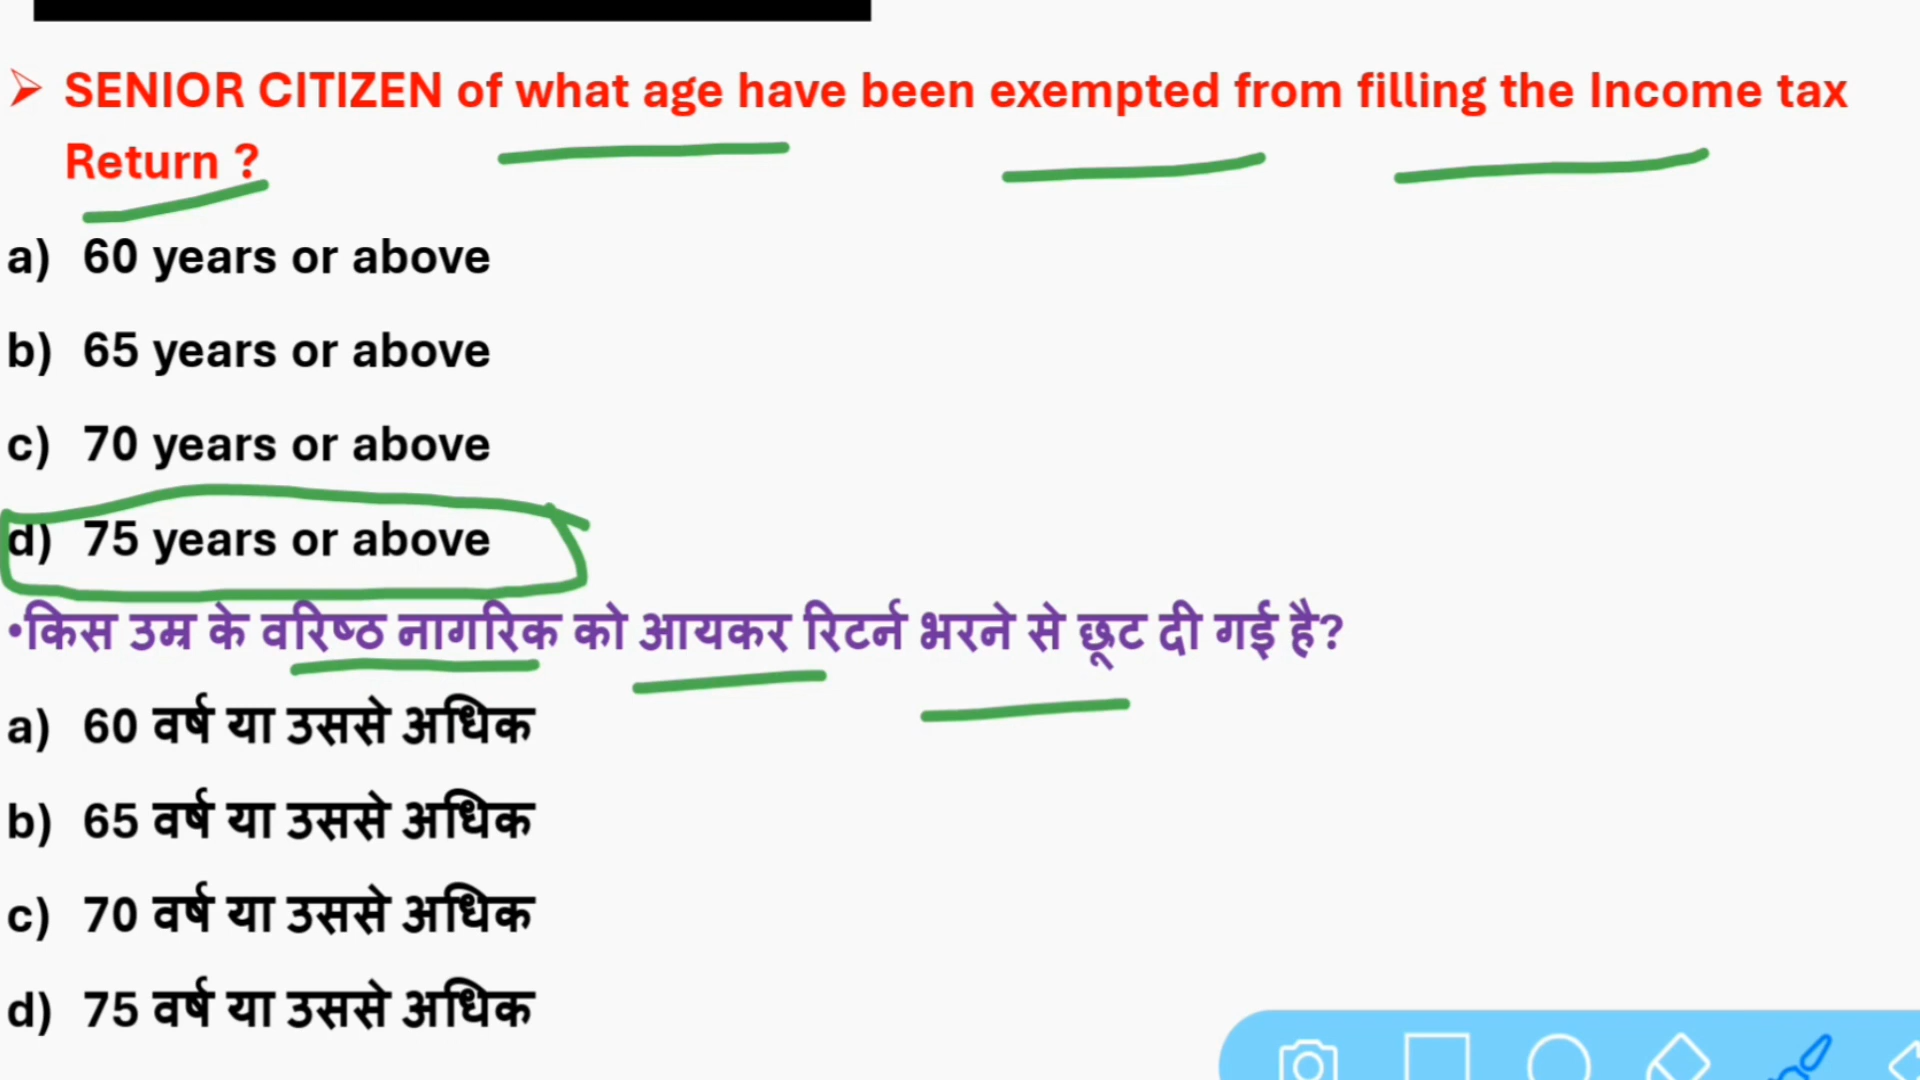 ➢ SENIOR CITIZEN of what age have been exempted from filling the Income tax
Return ?
a) 60 years or above
b) 65 years or above
c) 70 years or above
d) 75 years or above
•किस उम्र के वरिष्ठ नागरिक को आयकर रिटर्न भरने से छूट दी गई है?
a) 60 वर्ष या उससे अधिक
b) 65 वर्ष या उससे अधिक
c) 70 वर्ष या उससे अधिक
d) 75 वर्ष या उससे अधिक